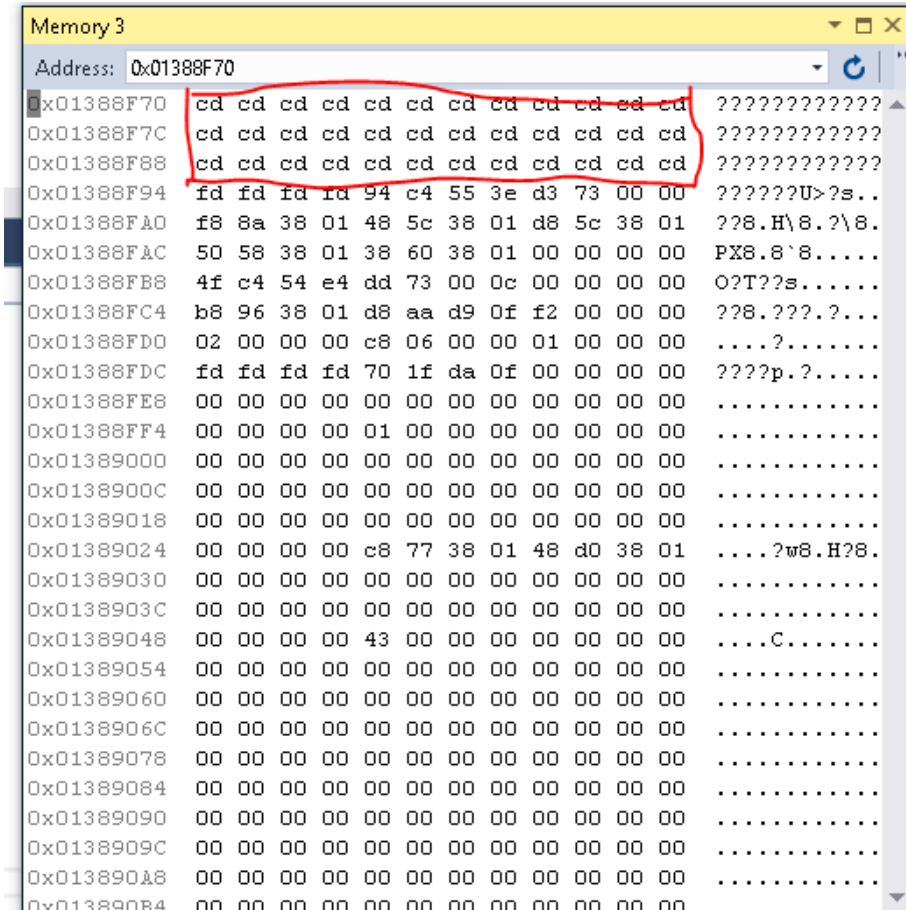 Memory 3
Address: 0x01388F70
0x01388F70 cd cd cd cd cd cd cd cd cd cd cd cd ????????????
0x01388F7C cd cd cd cd cd cd cd cd cd cd cd cd ????????????
0x01388F88 cd cd cd cd cd cd cd cd cd cd cd cd ????????????
0x01388F94 fd fd fd fd 94 c4 55 3e d3 73 00 00 ??????U>?s..
0x01388FA0 f8 8a 38 01 48 5c 38 01 d8 5c 38 01 ??8.H\8.?\8.
0x01388FAC 50 58 38 01 38 60 38 01 00 00 00 00 PX8.8`8.....
0x01388FB8 4f c4 54 e4 dd 73 00 0c 00 00 00 00 O?T??s......
0x01388FC4 b8 96 38 01 d8 aa d9 0f f2 00 00 00 ??8.???.?...
0x01388FD0 02 00 00 00 c8 06 00 00 01 00 00 00 ....?.......
0x01388FDC fd fd fd fd 70 1f da 0f 00 00 00 00 ????p.?.....
0x01388FE8 00 00 00 00 00 00 00 00 00 00 00 00 ............
0x01388FF4 00 00 00 00 01 00 00 00 00 00 00 00 ............
0x01389000 00 00 00 00 00 00 00 00 00 00 00 00 ............
0x0138900C 00 00 00 00 00 00 00 00 00 00 00 00 ............
0x01389018 00 00 00 00 00 00 00 00 00 00 00 00 ............
0x01389024 00 00 00 00 c8 77 38 01 48 d0 38 01 ....?w8.H?8.
0x01389030 00 00 00 00 00 00 00 00 00 00 00 00 ............
0x0138903C 00 00 00 00 00 00 00 00 00 00 00 00 ............
0x01389048 00 00 00 00 43 00 00 00 00 00 00 00 ....C.......
0x01389054 00 00 00 00 00 00 00 00 00 00 00 00 ............
0x01389060 00 00 00 00 00 00 00 00 00 00 00 00 ............
0x0138906C 00 00 00 00 00 00 00 00 00 00 00 00 ............
0x01389078 00 00 00 00 00 00 00 00 00 00 00 00 ............
0x01389084 00 00 00 00 00 00 00 00 00 00 00 00 ............
0x01389090 00 00 00 00 00 00 00 00 00 00 00 00 ............
0x0138909C 00 00 00 00 00 00 00 00 00 00 00 00 ............
0x013890A8 00 00 00 00 00 00 00 00 00 00 00 00 ............
0x013890B4 00 00 00 00 00 00 00 00 00 00 00 00 ............